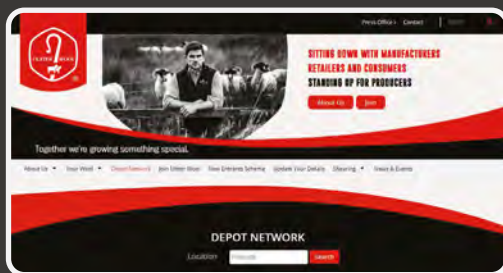 Press Office Contact
ULSTER WOOL
SITTING DOWN WITH MANUFACTURERS
RETAILERS AND CONSUMERS
STANDING UP FOR PRODUCERS
About Us Join
Together we're growing something special.
About Us Your Wool Depot Network Join Ulster Wool New Entrants Scheme Update Your Details Shearing News & Events
DEPOT NETWORK
Location Postcode Search